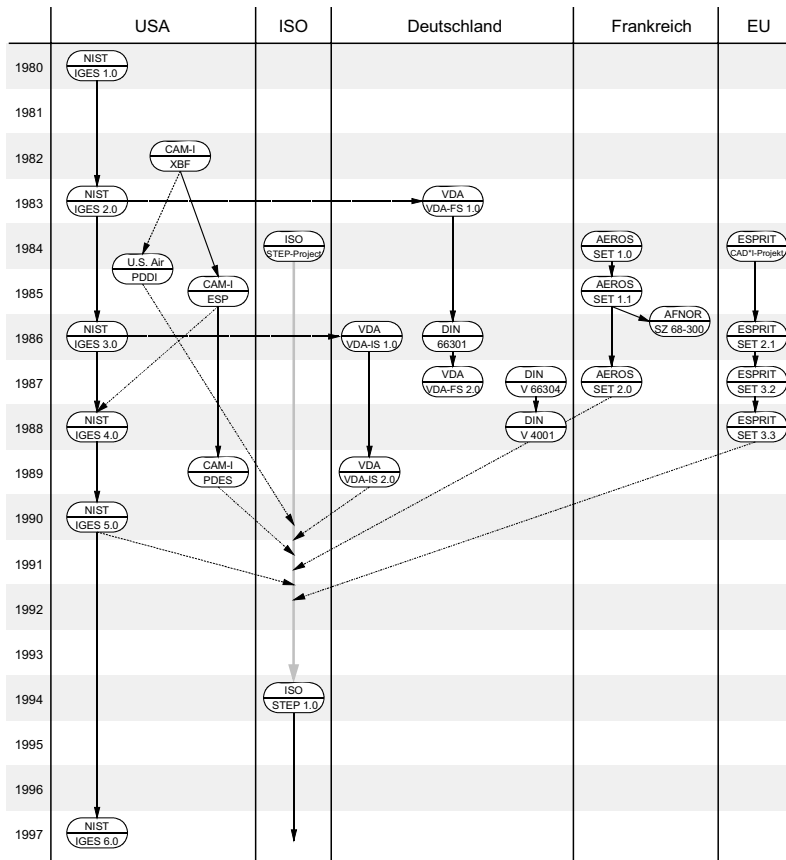 USA
ISO
Deutschland
Frankreich
EU
1980
NIST
IGES 1.0
1981
1982
CAM-I
XBF
1983
NIST
IGES 2.0
VDA
VDA-FS 1.0
1984
U.S. Air
PDDI
ISO
STEP-Project
AEROS
SET 1.0
ESPRIT
CAD*I-Projekt
1985
CAM-I
ESP
AEROS
SET 1.1
AFNOR
SZ 68-300
1986
NIST
IGES 3.0
VDA
VDA-IS 1.0
DIN
66301
ESPRIT
SET 2.1
1987
VDA
VDA-FS 2.0
DIN
V 66304
AEROS
SET 2.0
ESPRIT
SET 3.2
1988
NIST
IGES 4.0
DIN
V 4001
ESPRIT
SET 3.3
1989
CAM-I
PDES
VDA
VDA-IS 2.0
1990
NIST
IGES 5.0
1991
1992
1993
1994
ISO
STEP 1.0
1995
1996
1997
NIST
IGES 6.0